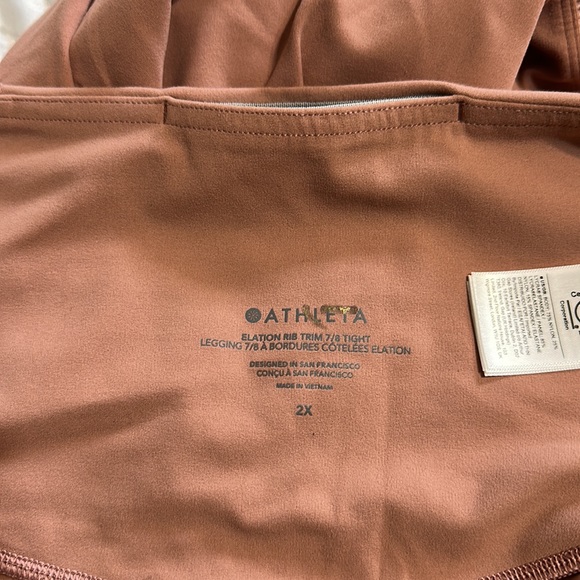 ATHLETA
ELATION RIB TRIM 7/8 TIGHT
LEGGING 7/8 À BORDURES CÔTELÉES ELATION
DESIGNED IN SAN FRANCISCO
CONÇU À SAN FRANCISCO
MADE IN VIETNAM
2X
Corporation